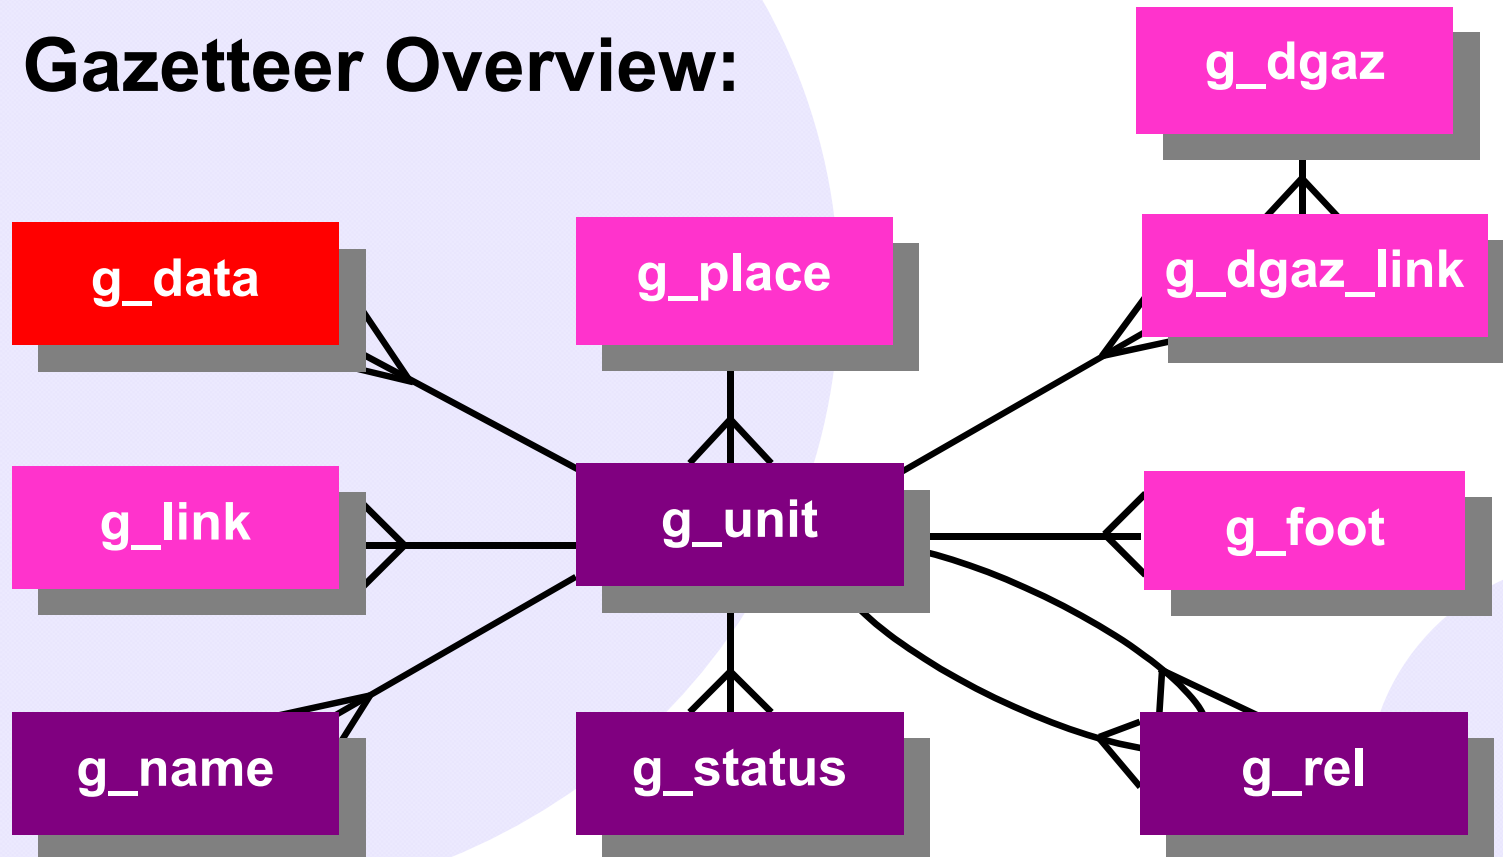 Gazetteer Overview:
g_dgaz
g_data
g_place
g_dgaz_link
g_link
g_unit
g_foot
g_name
g_status
g_rel